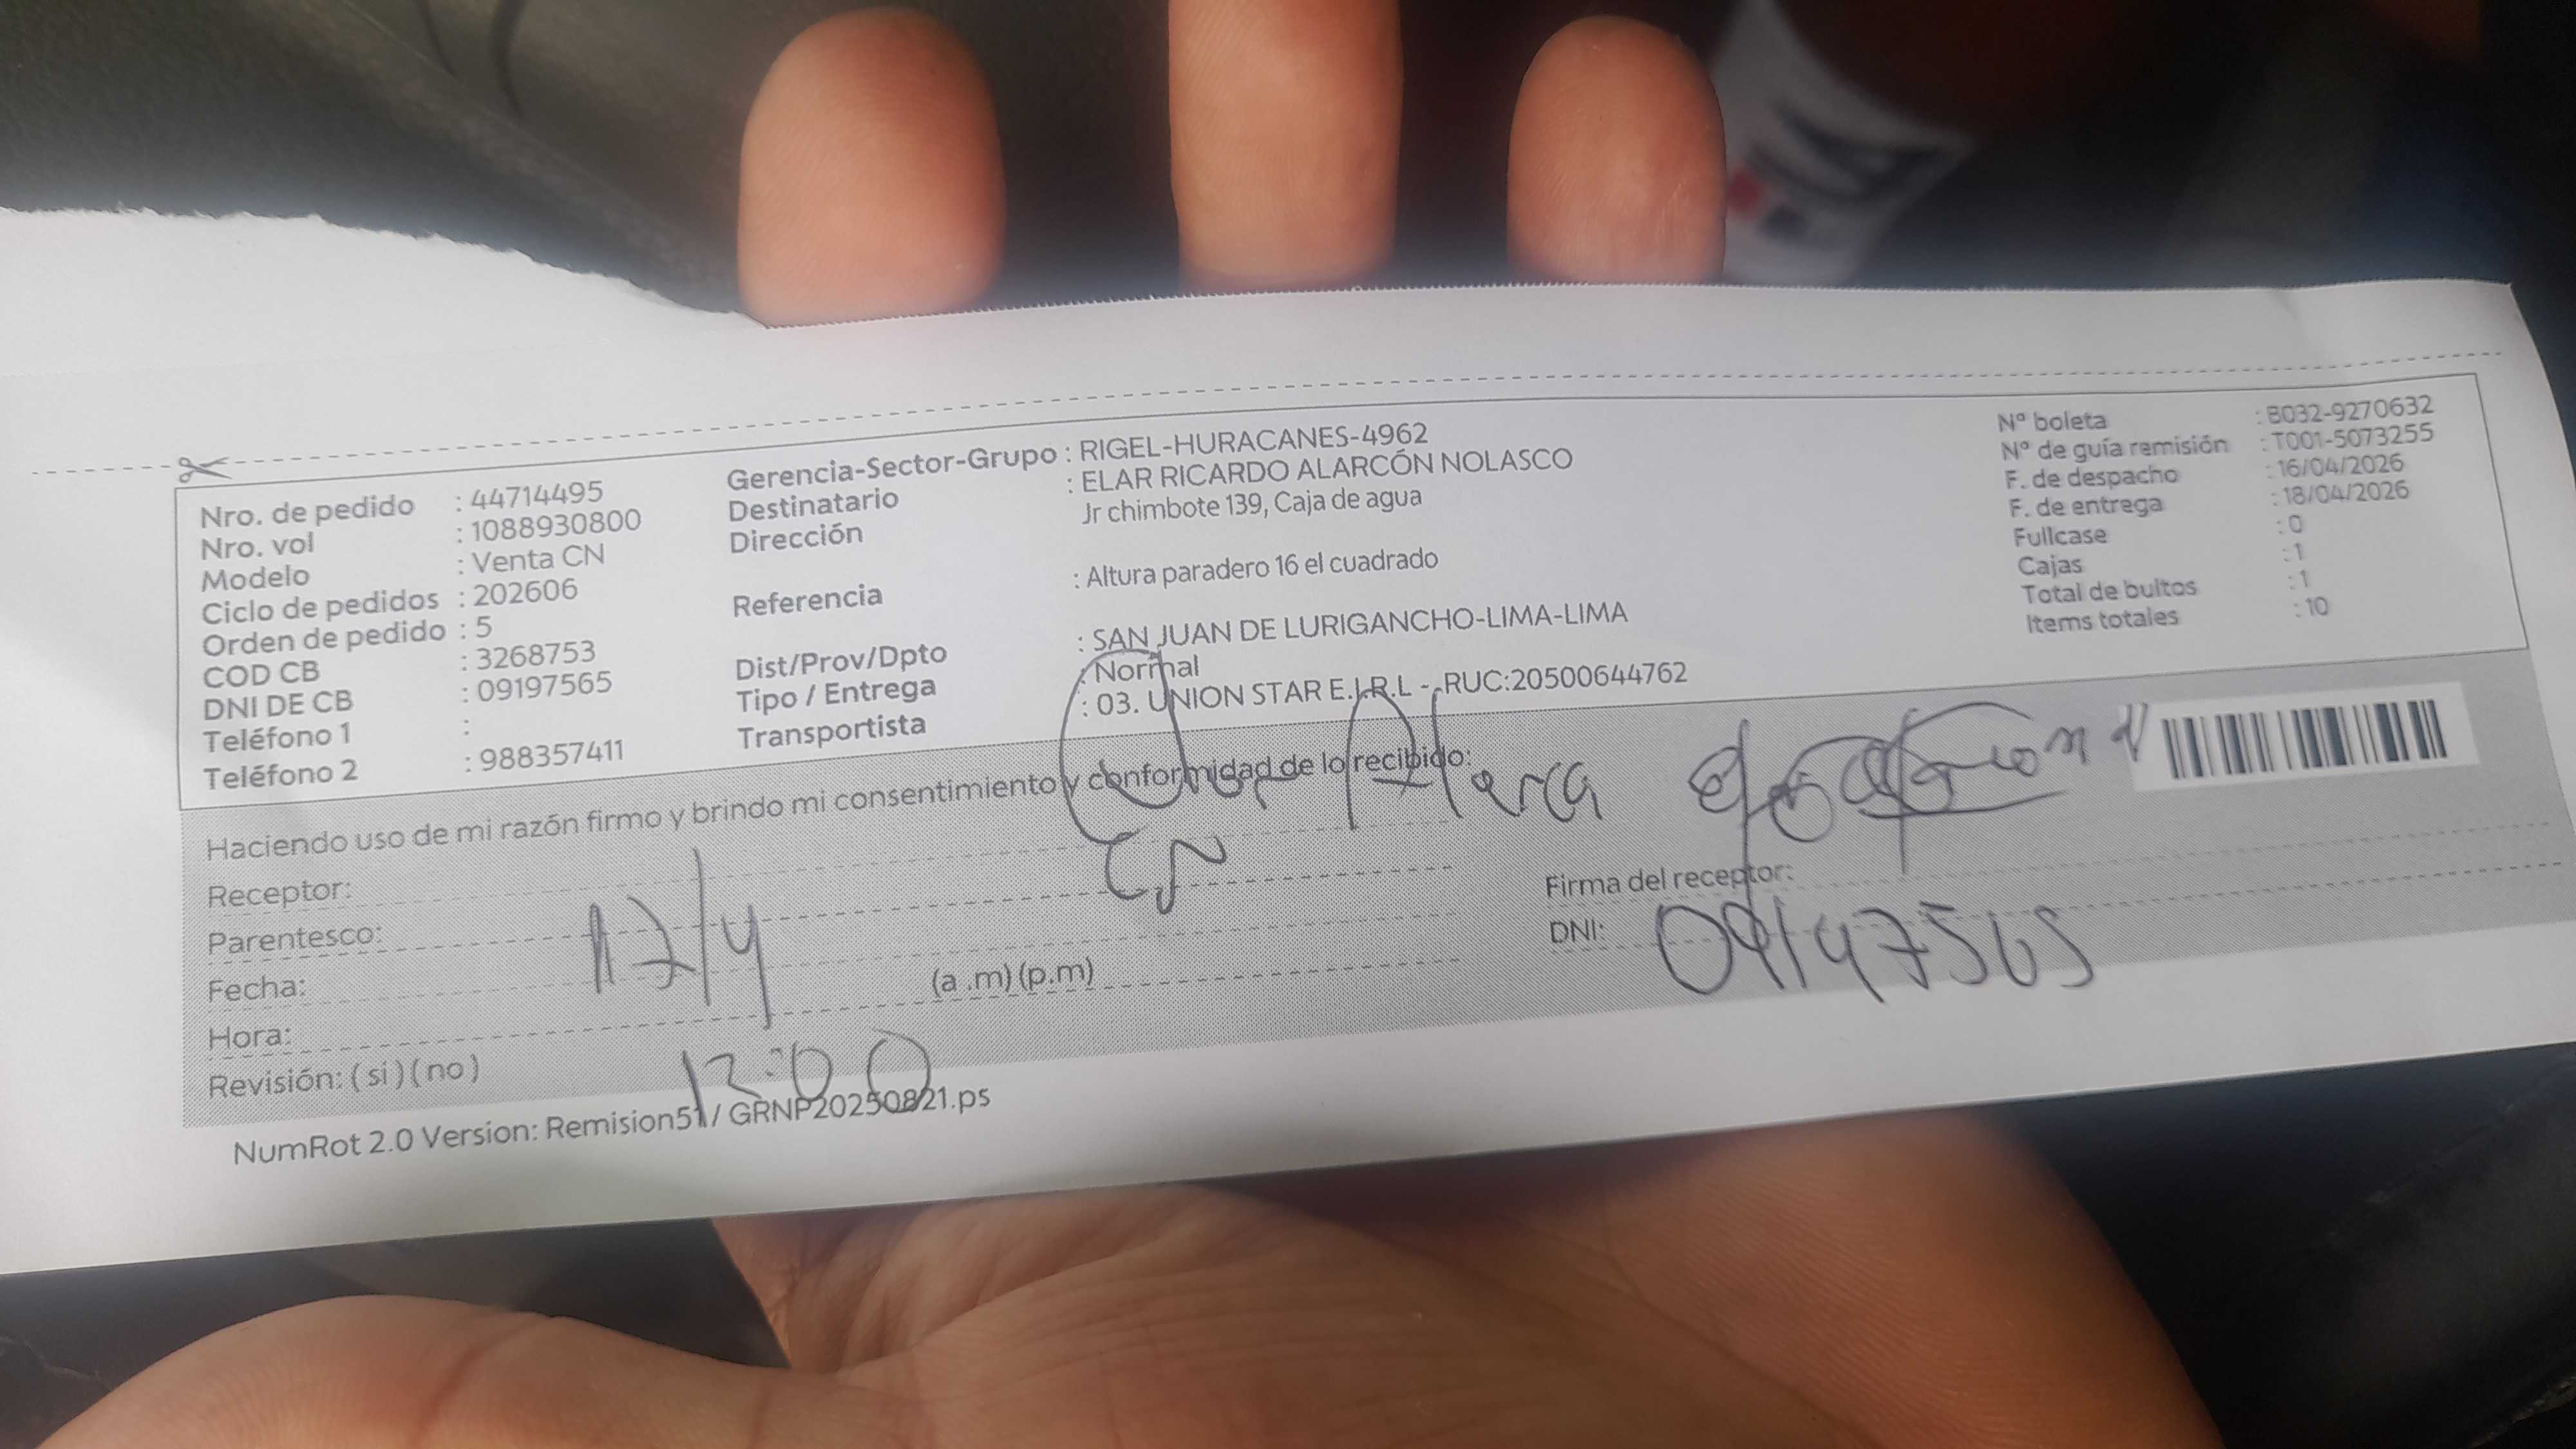 Nro. de pedido : 44714495
Nro. vol : 1088930800
Modelo : Venta CN
Ciclo de pedidos : 202606
Orden de pedido : 5
COD CB : 3268753
DNI DE CB : 09197565
Teléfono 1 :
Teléfono 2 : 988357411
Gerencia-Sector-Grupo : RIGEL-HURACANES-4962
Destinatario : ELAR RICARDO ALARCÓN NOLASCO
Dirección Jr chimbote 139, Caja de agua
Referencia : Altura paradero 16 el cuadrado
Dist/Prov/Dpto : SAN JUAN DE LURIGANCHO-LIMA-LIMA
Tipo / Entrega : Normal
Transportista : 03. UNION STAR E.I.R.L - RUC:20500644762
Nº boleta : B032-9270632
Nº de guía remisión : T001-5073255
F. de despacho : 16/04/2026
F. de entrega : 18/04/2026
Fullcase : 0
Cajas : 1
Total de bultos : 1
Items totales : 10
Haciendo uso de mi razón firmo y brindo mi consentimiento y conformidad de lo recibido:
Receptor:
Parentesco: CN
Fecha: 17/4
Hora: 12:00 (a .m) (p.m)
Revisión: ( si ) ( no )
Firma del receptor:
DNI: 09197565
NumRot 2.0 Version: Remision51 / GRNP20250821.ps